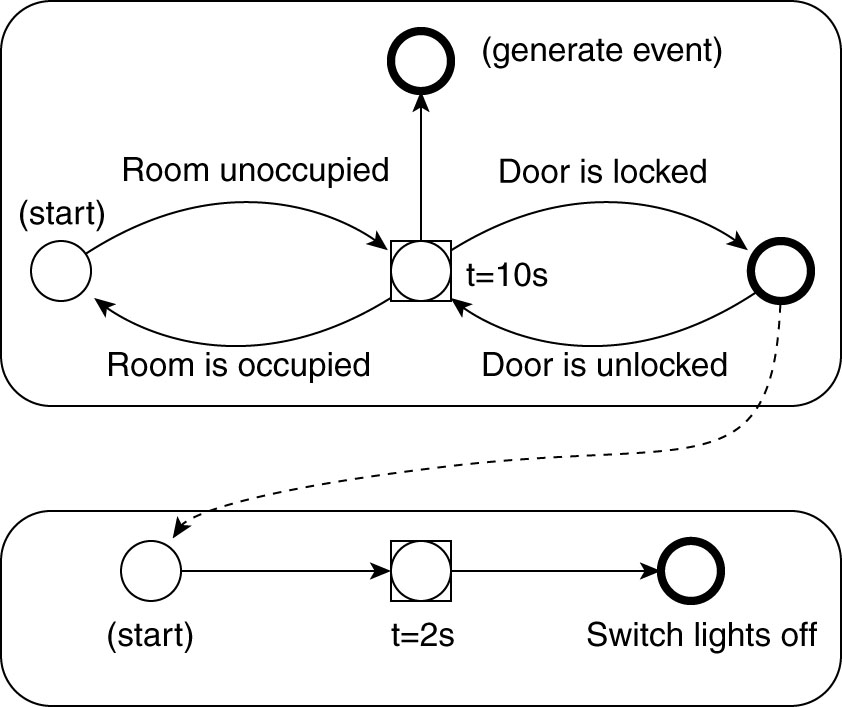 (generate event)
Room unoccupied
Door is locked
(start)
t=10s
Room is occupied
Door is unlocked
(start)
t=2s
Switch lights off